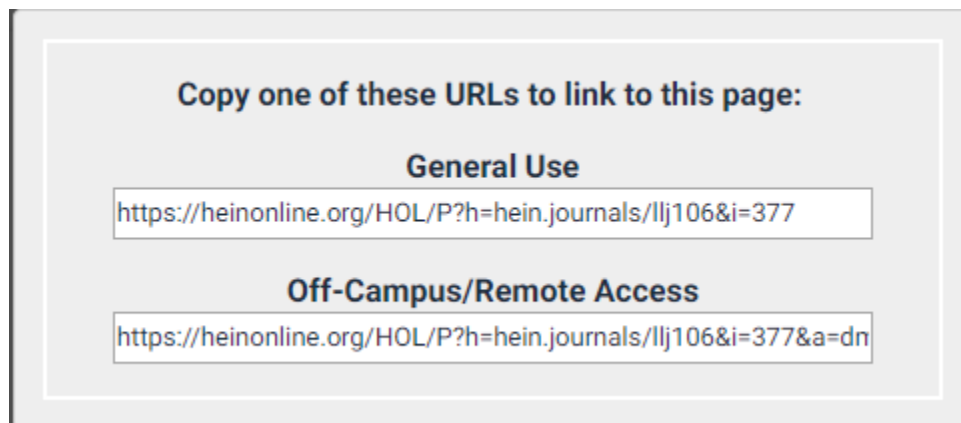 Copy one of these URLs to link to this page:
General Use
https://heinonline.org/HOL/P?h=hein.journals/llj106&i=377
Off-Campus/Remote Access
https://heinonline.org/HOL/P?h=hein.journals/llj106&i=377&a=dm